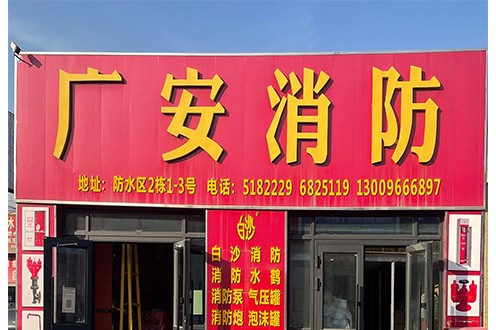 广安消防
地址：防水区2栋1-3号 电话：5182229 6825119 13009666897
白沙
白沙消防
消防水鹤
消防泵 气压罐
消防炮 泡沫罐